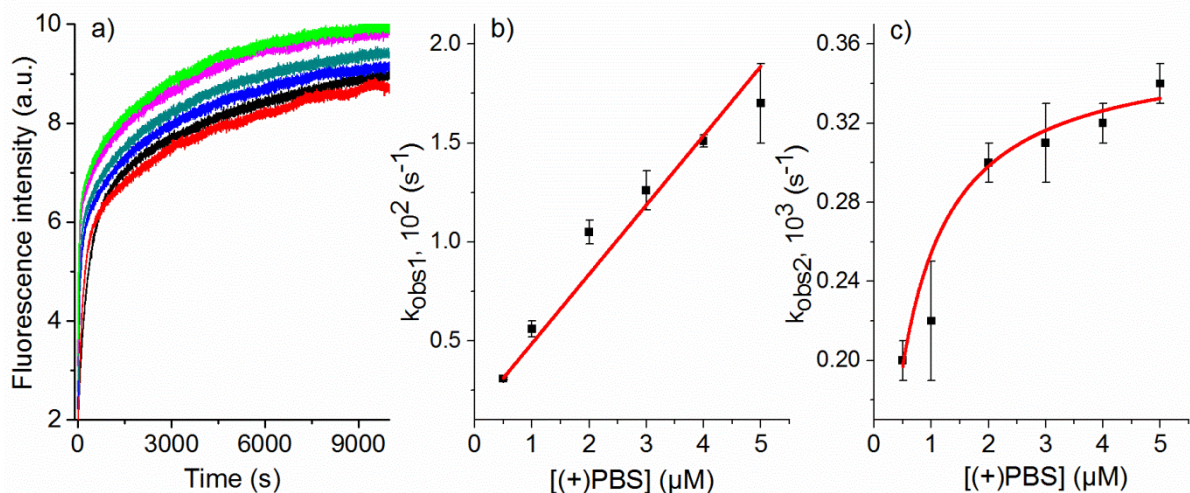 a)
Fluorescence intensity (a.u.)
10
8
6
4
2
0 3000 6000 9000
Time (s)
b)
k_obs1, 10² (s⁻¹)
2.0
1.5
1.0
0.5
0 1 2 3 4 5
[(+)PBS] (µM)
c)
k_obs2, 10³ (s⁻¹)
0.36
0.32
0.28
0.24
0.20
0 1 2 3 4 5
[(+)PBS] (µM)